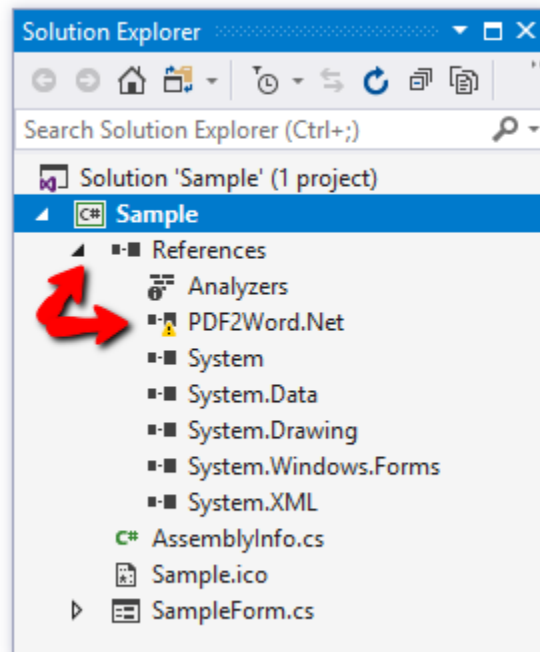 Solution Explorer
Search Solution Explorer (Ctrl+;)
Solution 'Sample' (1 project)
C# Sample
References
Analyzers
PDF2Word.Net
System
System.Data
System.Drawing
System.Windows.Forms
System.XML
C# AssemblyInfo.cs
Sample.ico
SampleForm.cs